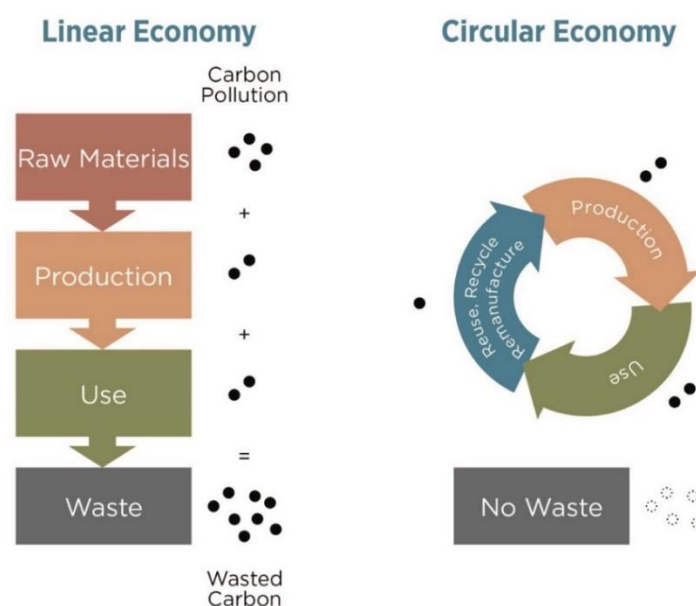 Linear Economy
Carbon
Pollution
Raw Materials
+
Production
+
Use
=
Waste
Wasted
Carbon
Circular Economy
Production
Use
Reuse, Recycle
Remanufacture
No Waste